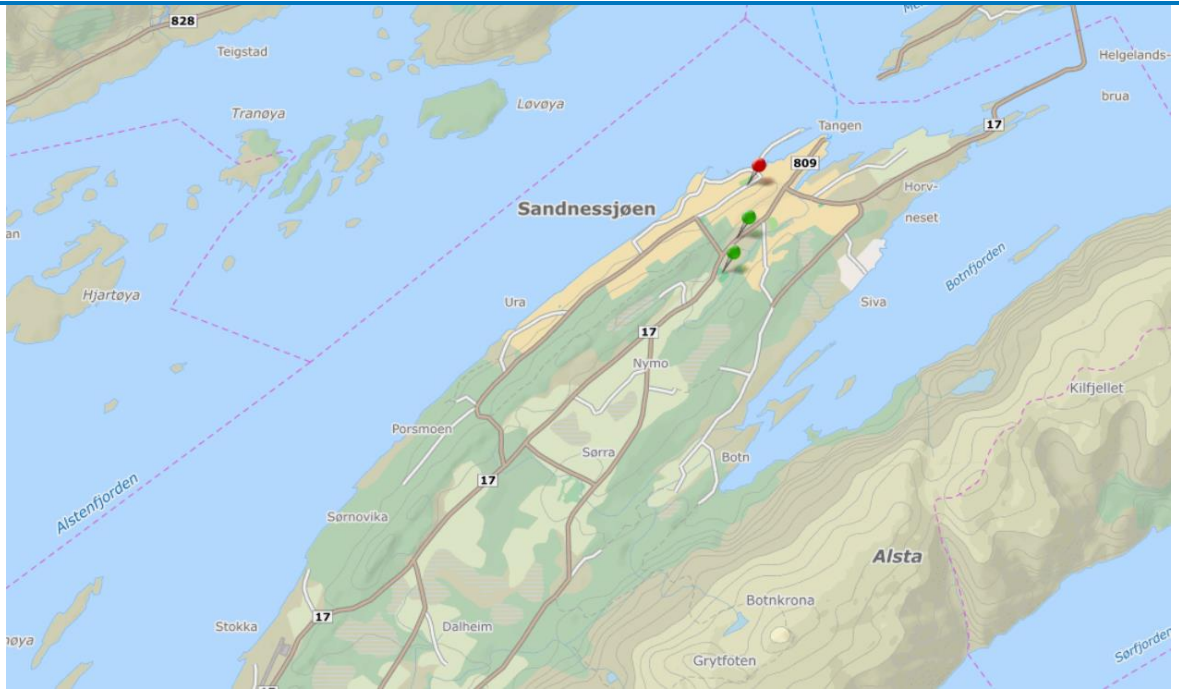 828
Teigstad
Helgelands-
brua
Løvøya
Tranøya
Tangen
17
809
Horv-
neset
Sandnessjøen
Botnfjorden
Hjartøya
Ura
Siva
17
Nymo
Kilfjellet
Porsmoen
Sørra
Botn
17
Alstenfjorden
Sørnovika
Alsta
Botnkrona
17
Stokka
Dalheim
Sørfjorden
Grytfoten